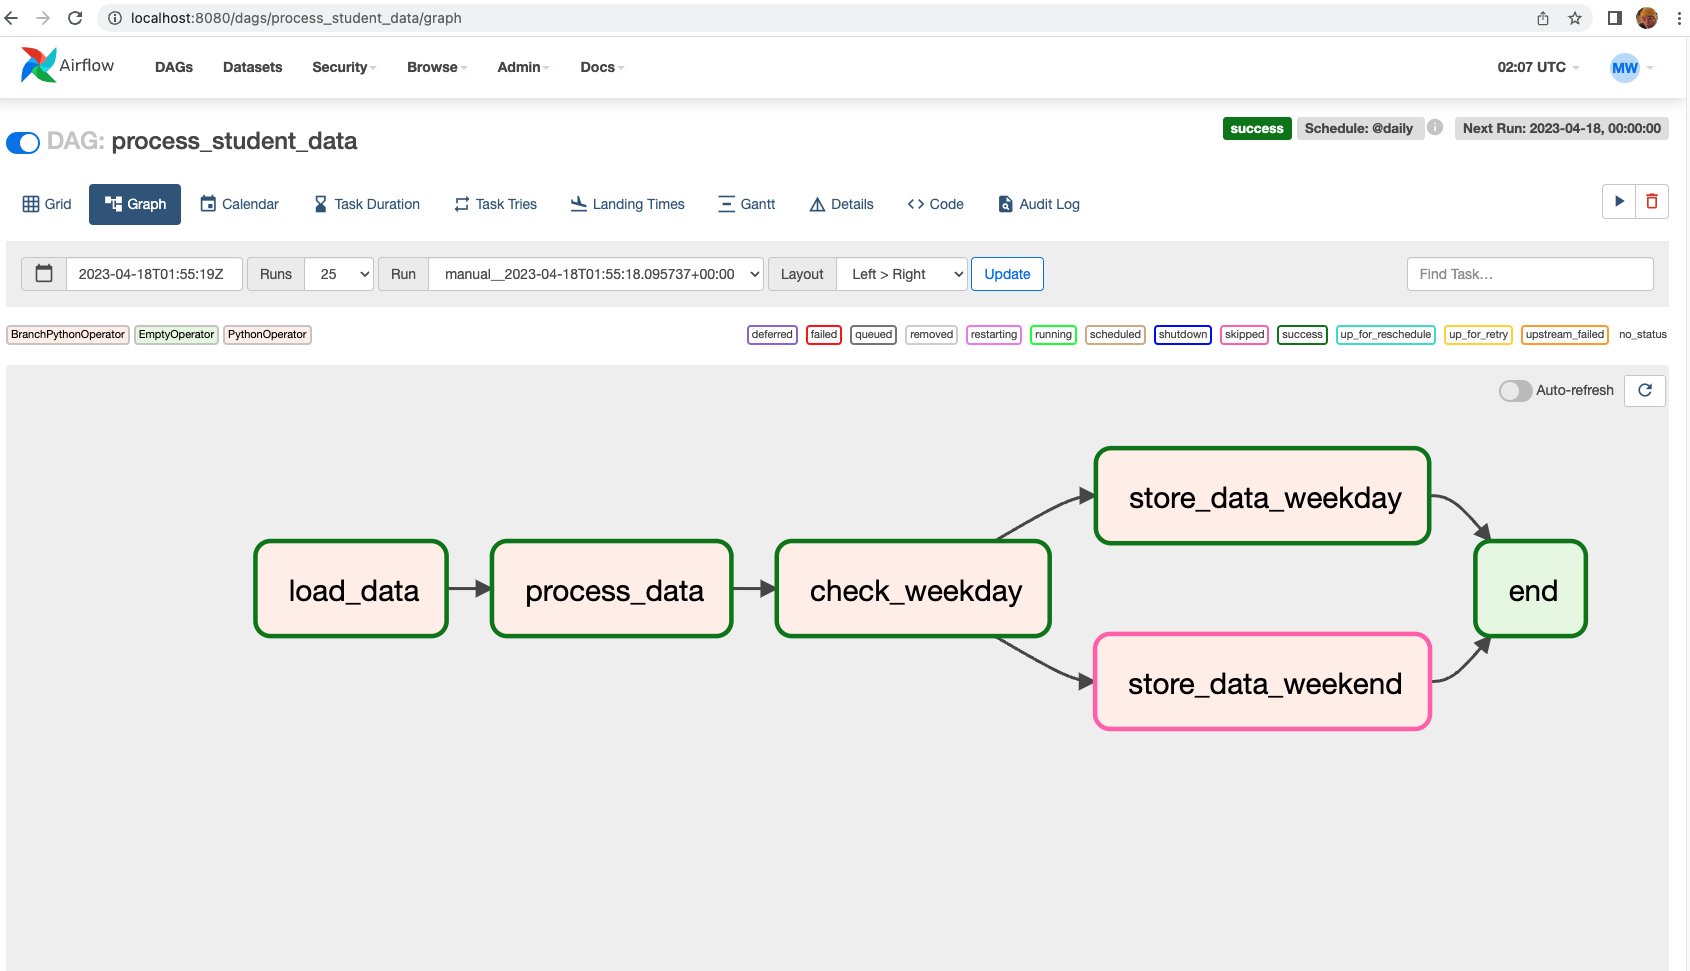 localhost:8080/dags/process_student_data/graph
Airflow DAGs Datasets Security Browse Admin Docs 02:07 UTC MW
DAG: process_student_data
success Schedule: @daily Next Run: 2023-04-18, 00:00:00
Grid Graph Calendar Task Duration Task Tries Landing Times Gantt Details Code Audit Log
2023-04-18T01:55:19Z Runs 25 Run manual__2023-04-18T01:55:18.095737+00:00 Layout Left > Right Update Find Task...
BranchPythonOperator EmptyOperator PythonOperator deferred failed queued removed restarting running scheduled shutdown skipped success up_for_reschedule up_for_retry upstream_failed no_status
Auto-refresh
store_data_weekday
load_data process_data check_weekday end
store_data_weekend